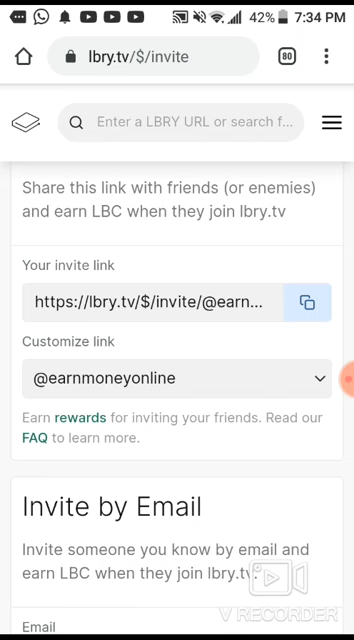 42% 7:34 PM
lbry.tv/$/invite
80
Enter a LBRY URL or search f...
Share this link with friends (or enemies)
and earn LBC when they join lbry.tv
Your invite link
https://lbry.tv/$/invite/@earn...
Customize link
@earnmoneyonline
Earn rewards for inviting your friends. Read our
FAQ to learn more.
Invite by Email
Invite someone you know by email and
earn LBC when they join lbry.tv.
V RECORDER
Email